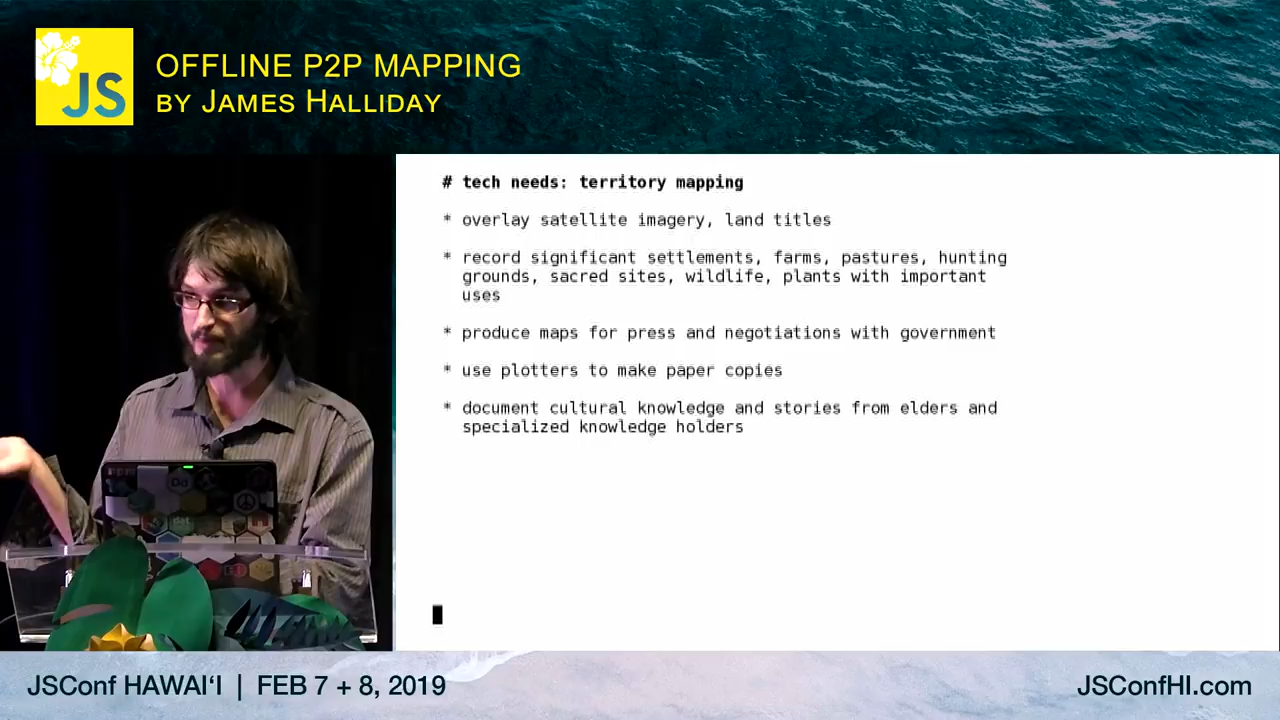 JS
OFFLINE P2P MAPPING
BY JAMES HALLIDAY
# tech needs: territory mapping
* overlay satellite imagery, land titles
* record significant settlements, farms, pastures, hunting
grounds, sacred sites, wildlife, plants with important
uses
* produce maps for press and negotiations with government
* use plotters to make paper copies
* document cultural knowledge and stories from elders and
specialized knowledge holders
JSConf HAWAIʻI | FEB 7 + 8, 2019
JSConfHI.com